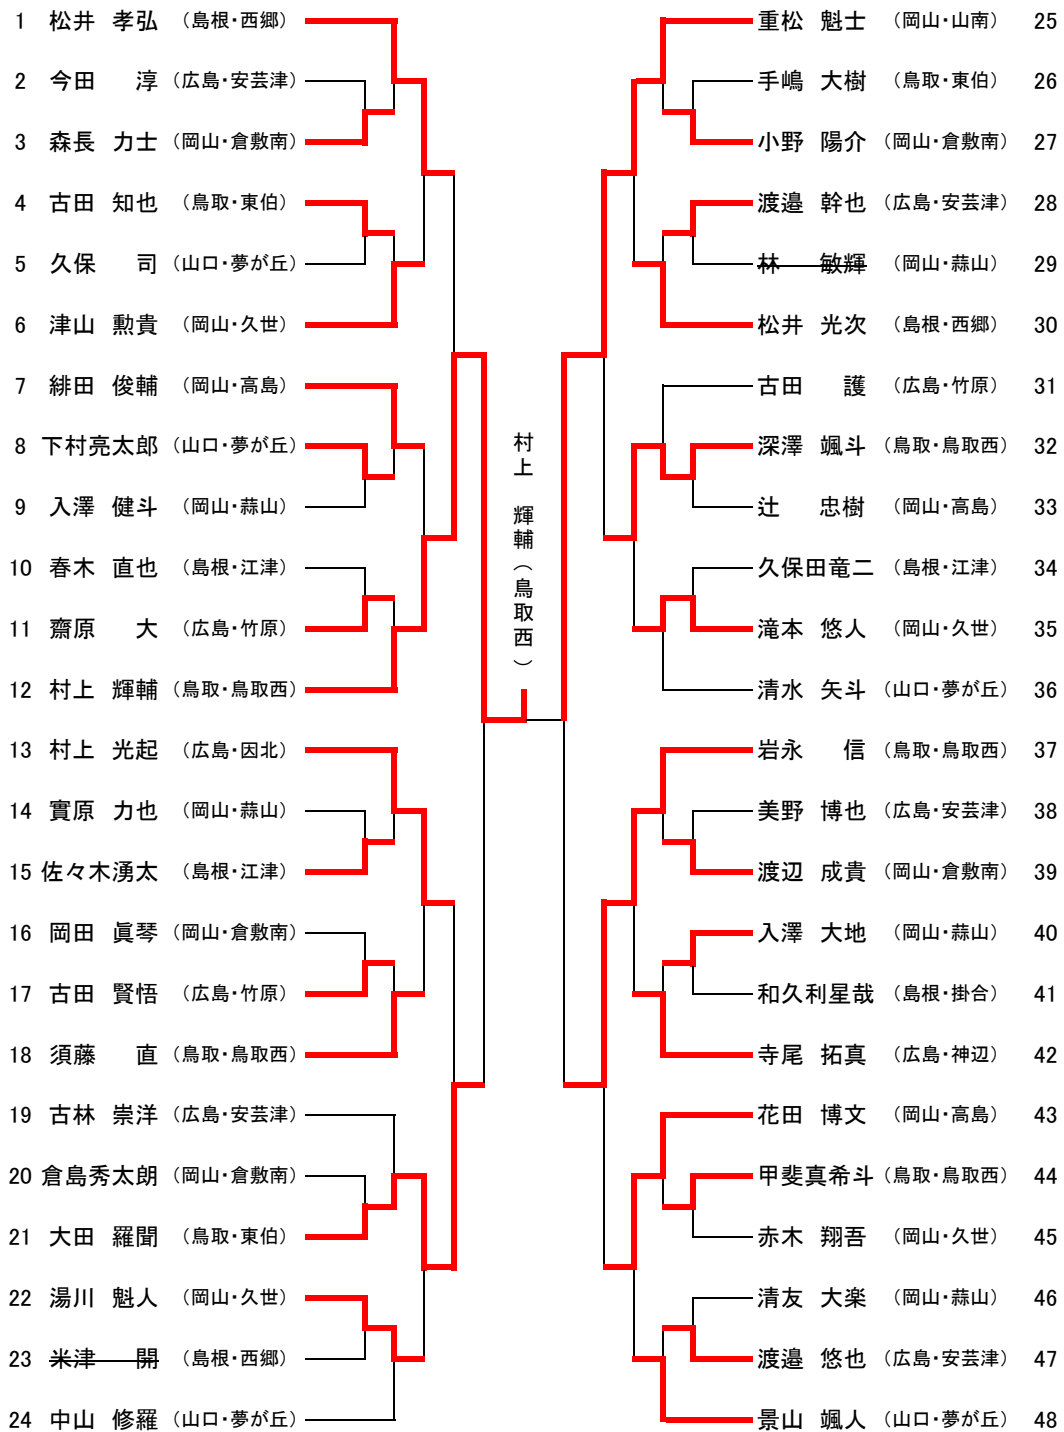 1 松井 孝弘 （島根・西郷）
2 今田 淳 （広島・安芸津）
3 森長 力士 （岡山・倉敷南）
4 古田 知也 （鳥取・東伯）
5 久保 司 （山口・夢が丘）
6 津山 勲貴 （岡山・久世）
7 緋田 俊輔 （岡山・高島）
8 下村亮太郎 （山口・夢が丘）
9 入澤 健斗 （岡山・蒜山）
10 春木 直也 （島根・江津）
11 齋原 大 （広島・竹原）
12 村上 輝輔 （鳥取・鳥取西）
13 村上 光起 （広島・因北）
14 實原 力也 （岡山・蒜山）
15 佐々木湧太 （島根・江津）
16 岡田 眞琴 （岡山・倉敷南）
17 古田 賢悟 （広島・竹原）
18 須藤 直 （鳥取・鳥取西）
19 古林 崇洋 （広島・安芸津）
20 倉島秀太朗 （岡山・倉敷南）
21 大田 羅聞 （鳥取・東伯）
22 湯川 魁人 （岡山・久世）
23 米津 開 （島根・西郷）
24 中山 修羅 （山口・夢が丘）
村上 輝輔（鳥取西）
重松 魁士 （岡山・山南） 25
手嶋 大樹 （鳥取・東伯） 26
小野 陽介 （岡山・倉敷南） 27
渡邉 幹也 （広島・安芸津） 28
林 敏輝 （岡山・蒜山） 29
松井 光次 （島根・西郷） 30
古田 護 （広島・竹原） 31
深澤 颯斗 （鳥取・鳥取西） 32
辻 忠樹 （岡山・高島） 33
久保田竜二 （島根・江津） 34
滝本 悠人 （岡山・久世） 35
清水 矢斗 （山口・夢が丘） 36
岩永 信 （鳥取・鳥取西） 37
美野 博也 （広島・安芸津） 38
渡辺 成貴 （岡山・倉敷南） 39
入澤 大地 （岡山・蒜山） 40
和久利星哉 （島根・掛合） 41
寺尾 拓真 （広島・神辺） 42
花田 博文 （岡山・高島） 43
甲斐真希斗 （鳥取・鳥取西） 44
赤木 翔吾 （岡山・久世） 45
清友 大楽 （岡山・蒜山） 46
渡邉 悠也 （広島・安芸津） 47
景山 颯人 （山口・夢が丘） 48